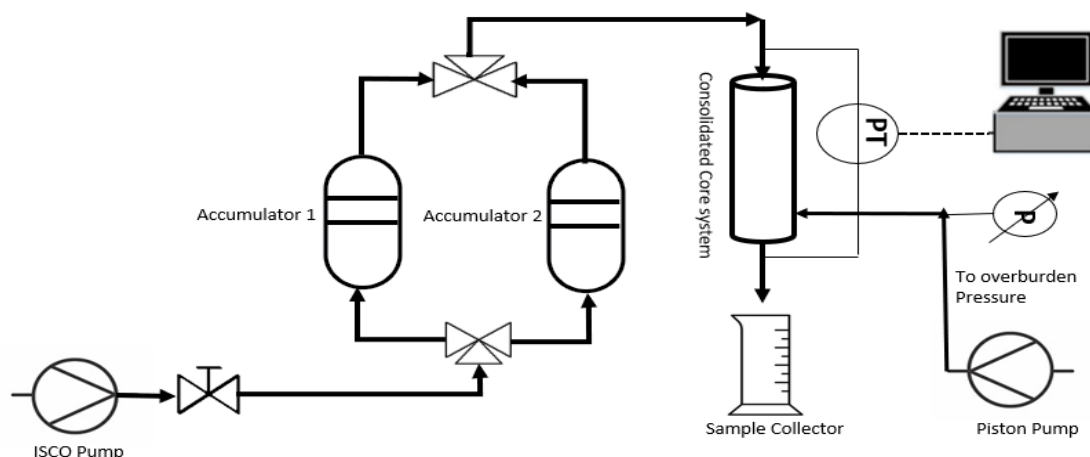 Consolidated Core system
PT
Accumulator 1
Accumulator 2
P
To overburden
Pressure
ISCO Pump
Sample Collector
Piston Pump